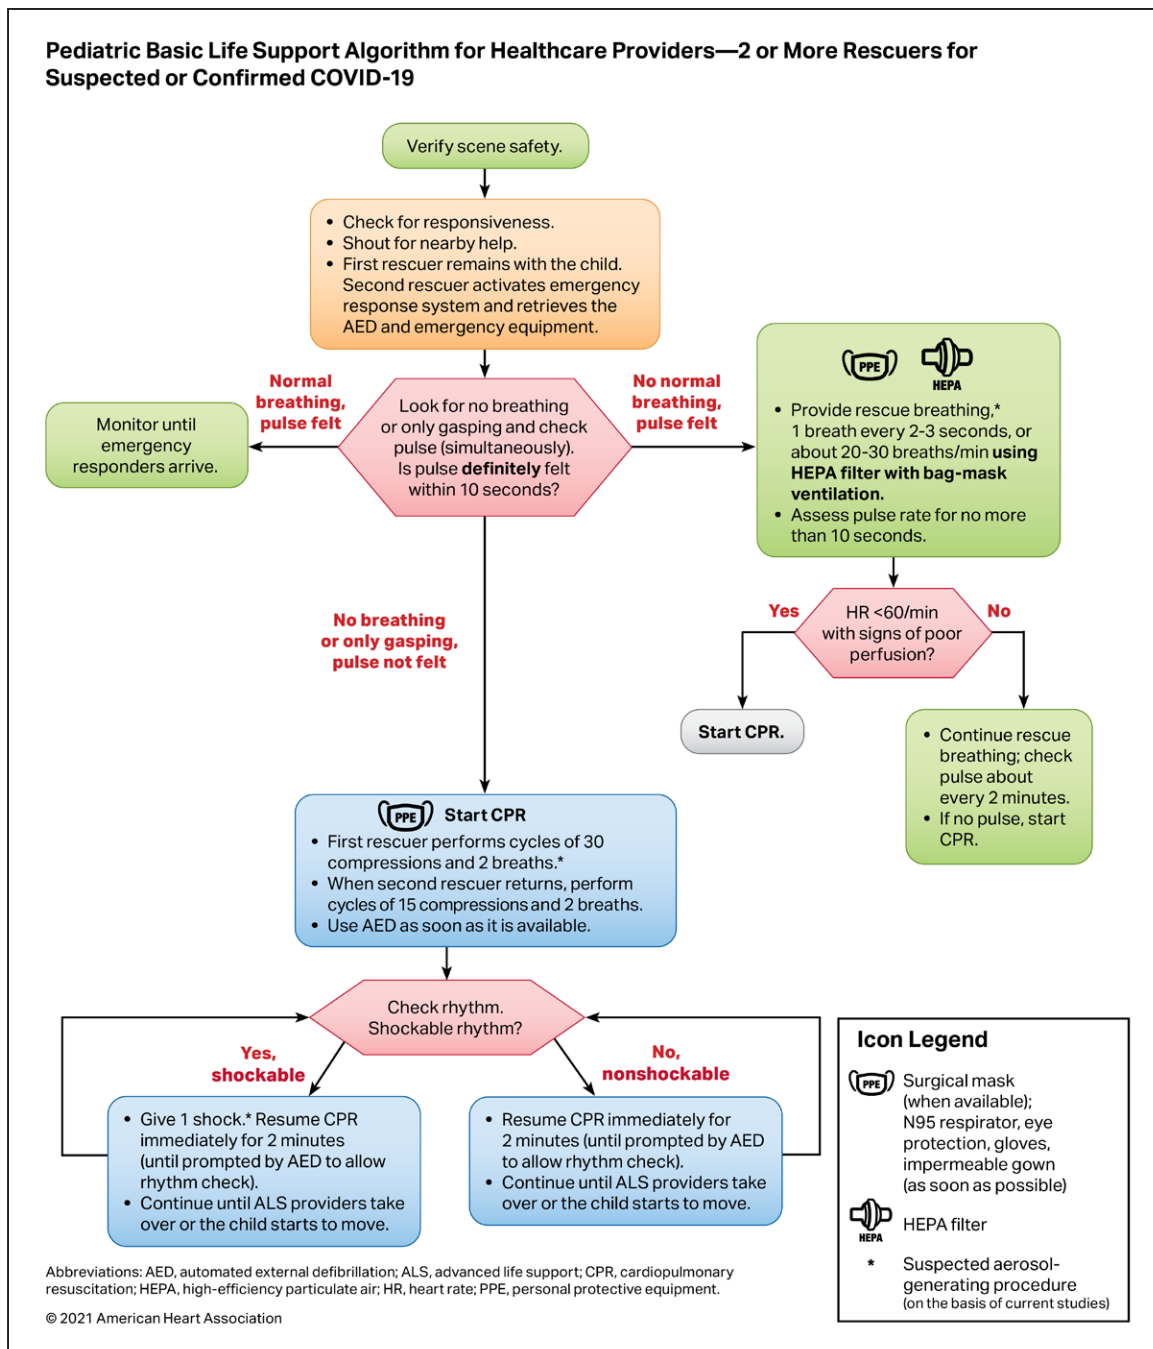 Pediatric Basic Life Support Algorithm for Healthcare Providers—2 or More Rescuers for
Suspected or Confirmed COVID-19
Verify scene safety.
• Check for responsiveness.
• Shout for nearby help.
• First rescuer remains with the child.
Second rescuer activates emergency
response system and retrieves the
AED and emergency equipment.
Normal
breathing,
pulse felt
Look for no breathing
or only gasping and check
pulse (simultaneously).
Is pulse definitely felt
within 10 seconds?
No normal
breathing,
pulse felt
Monitor until
emergency
responders arrive.
PPE
HEPA
• Provide rescue breathing,*
1 breath every 2-3 seconds, or
about 20-30 breaths/min using
HEPA filter with bag-mask
ventilation.
• Assess pulse rate for no more
than 10 seconds.
Yes
HR <60/min
with signs of poor
perfusion?
No
No breathing
or only gasping,
pulse not felt
Start CPR.
• Continue rescue
breathing; check
pulse about
every 2 minutes.
• If no pulse, start
CPR.
PPE
Start CPR
• First rescuer performs cycles of 30
compressions and 2 breaths.*
• When second rescuer returns, perform
cycles of 15 compressions and 2 breaths.
• Use AED as soon as it is available.
Check rhythm.
Shockable rhythm?
Yes,
shockable
No,
nonshockable
• Give 1 shock.* Resume CPR
immediately for 2 minutes
(until prompted by AED to allow
rhythm check).
• Continue until ALS providers take
over or the child starts to move.
• Resume CPR immediately for
2 minutes (until prompted by AED
to allow rhythm check).
• Continue until ALS providers take
over or the child starts to move.
Icon Legend
PPE
Surgical mask
(when available);
N95 respirator, eye
protection, gloves,
impermeable gown
(as soon as possible)
HEPA
HEPA filter
* Suspected aerosol-
generating procedure
(on the basis of current studies)
Abbreviations: AED, automated external defibrillation; ALS, advanced life support; CPR, cardiopulmonary
resuscitation; HEPA, high-efficiency particulate air; HR, heart rate; PPE, personal protective equipment.
© 2021 American Heart Association